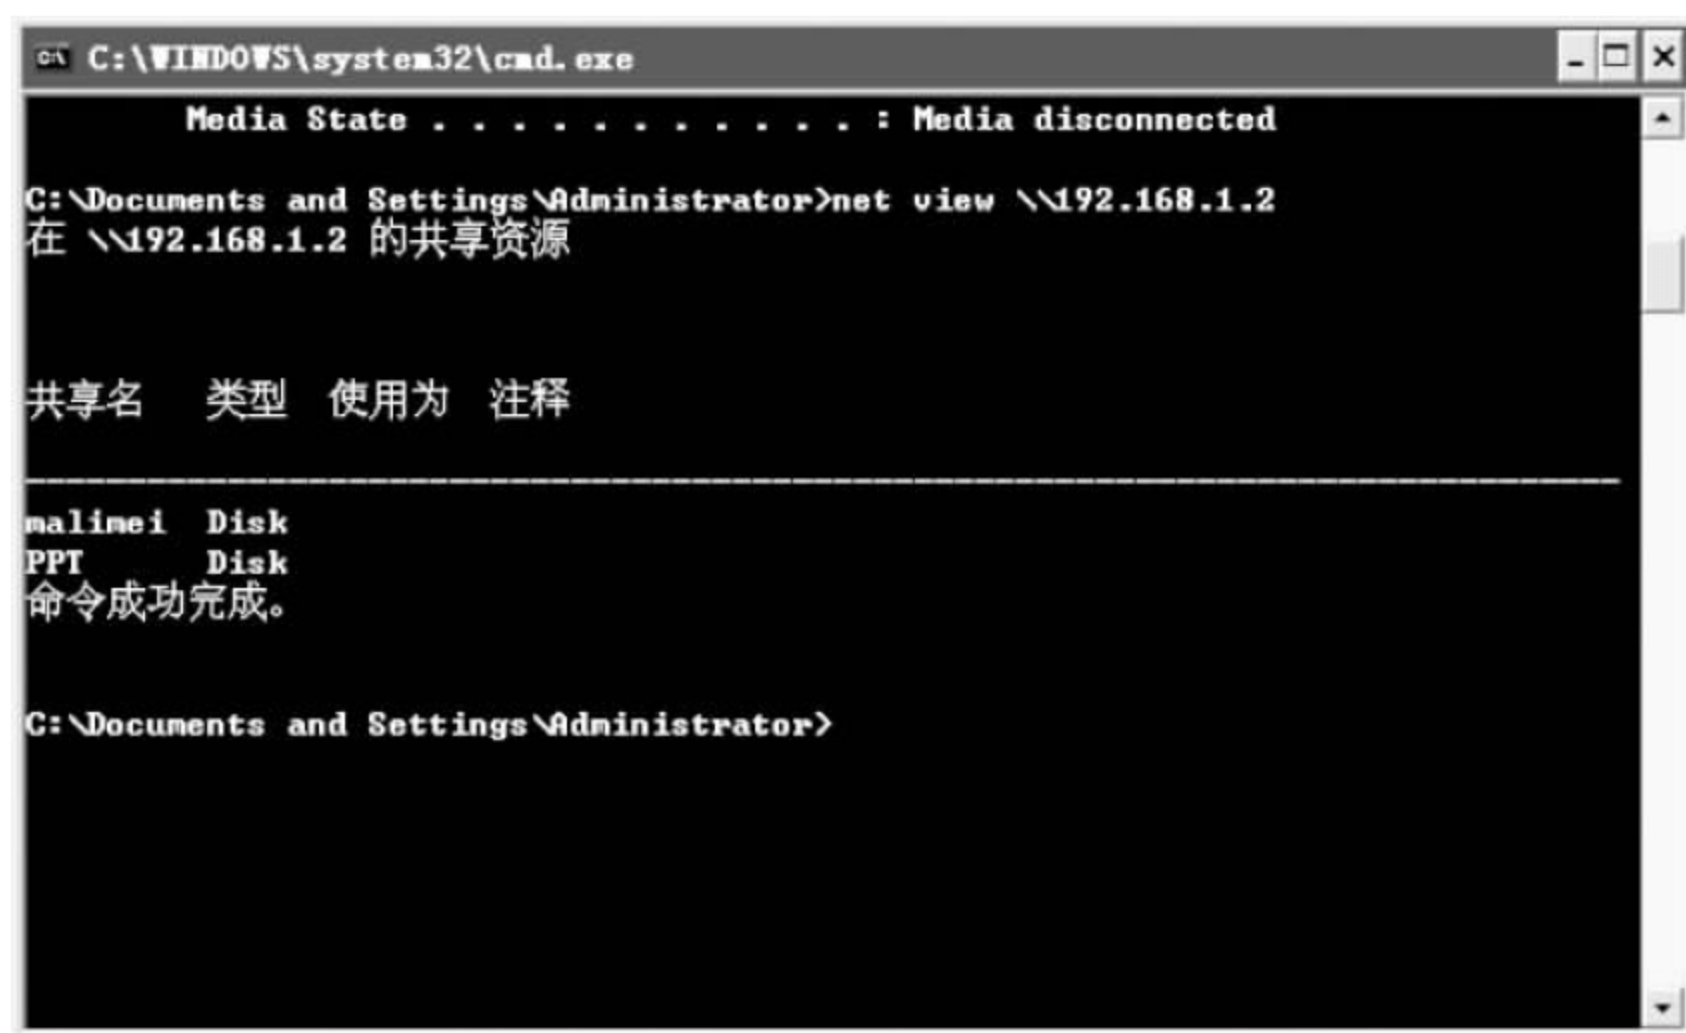 C:\WINDOWS\system32\cmd.exe
Media State . . . . . . . . . . . : Media disconnected
C:\Documents and Settings\Administrator>net view \\192.168.1.2
在 \\192.168.1.2 的共享资源
共享名 类型 使用为 注释
-------------------------------------------------------------------------------
malimei Disk
PPT Disk
命令成功完成。
C:\Documents and Settings\Administrator>